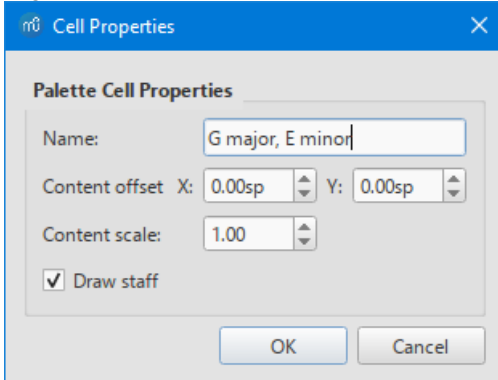 Cell Properties
Palette Cell Properties
Name: G major, E minor
Content offset X: 0.00sp Y: 0.00sp
Content scale: 1.00
Draw staff
OK Cancel